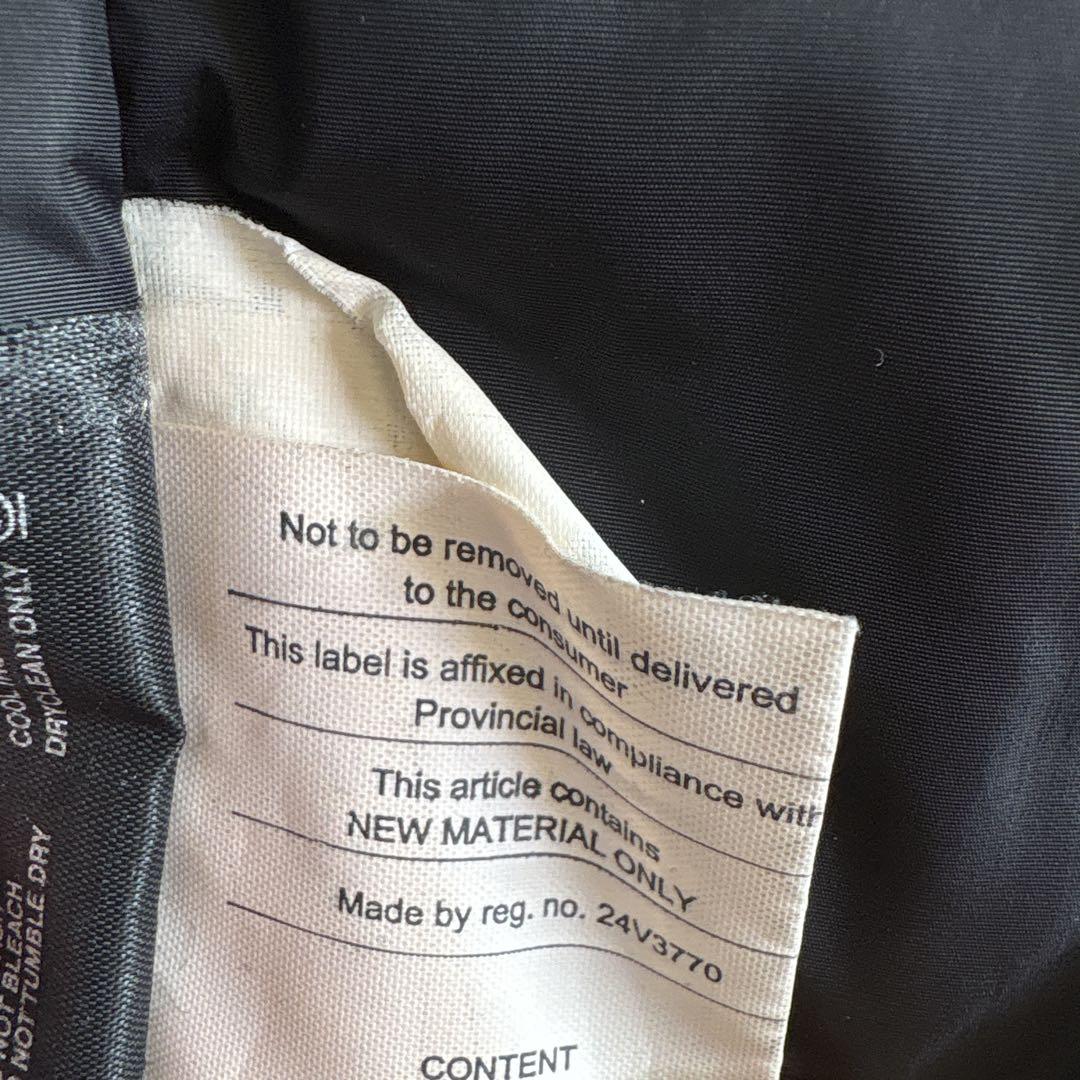 Not to be removed until delivered
to the consumer
This label is affixed in compliance with
Provincial law
This article contains
NEW MATERIAL ONLY
Made by reg. no. 24V3770
CONTENT
COOL
DRYCLEAN ONLY
NOT BLEACH
NOT TUMBLE DRY